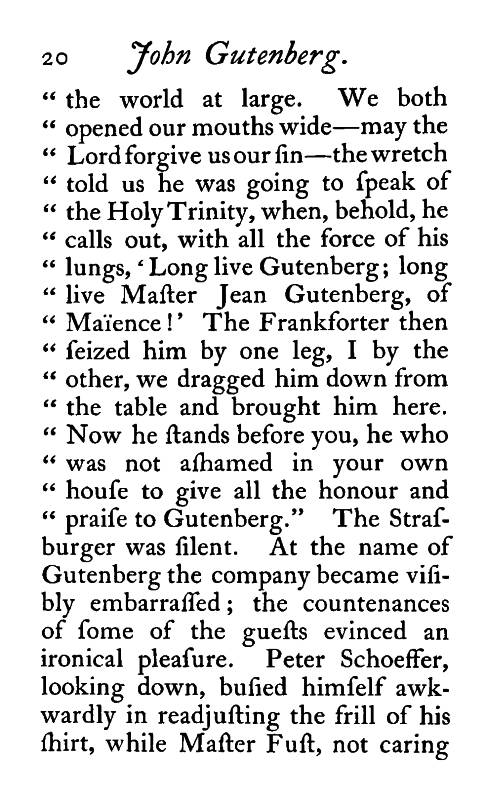 20 John Gutenberg.
“ the world at large. We both
“ opened our mouths wide—may the
“ Lord forgive us our ſin—the wretch
“ told us he was going to ſpeak of
“ the Holy Trinity, when, behold, he
“ calls out, with all the force of his
“ lungs, ‘ Long live Gutenberg; long
“ live Maſter Jean Gutenberg, of
“ Maïence!’ The Frankforter then
“ ſeized him by one leg, I by the
“ other, we dragged him down from
“ the table and brought him here.
“ Now he ſtands before you, he who
“ was not aſhamed in your own
“ houſe to give all the honour and
“ praiſe to Gutenberg.” The Straſ-
burger was ſilent. At the name of
Gutenberg the company became viſi-
bly embarraſſed; the countenances
of ſome of the gueſts evinced an
ironical pleaſure. Peter Schoeffer,
looking down, buſied himſelf awk-
wardly in readjuſting the frill of his
ſhirt, while Maſter Fuſt, not caring